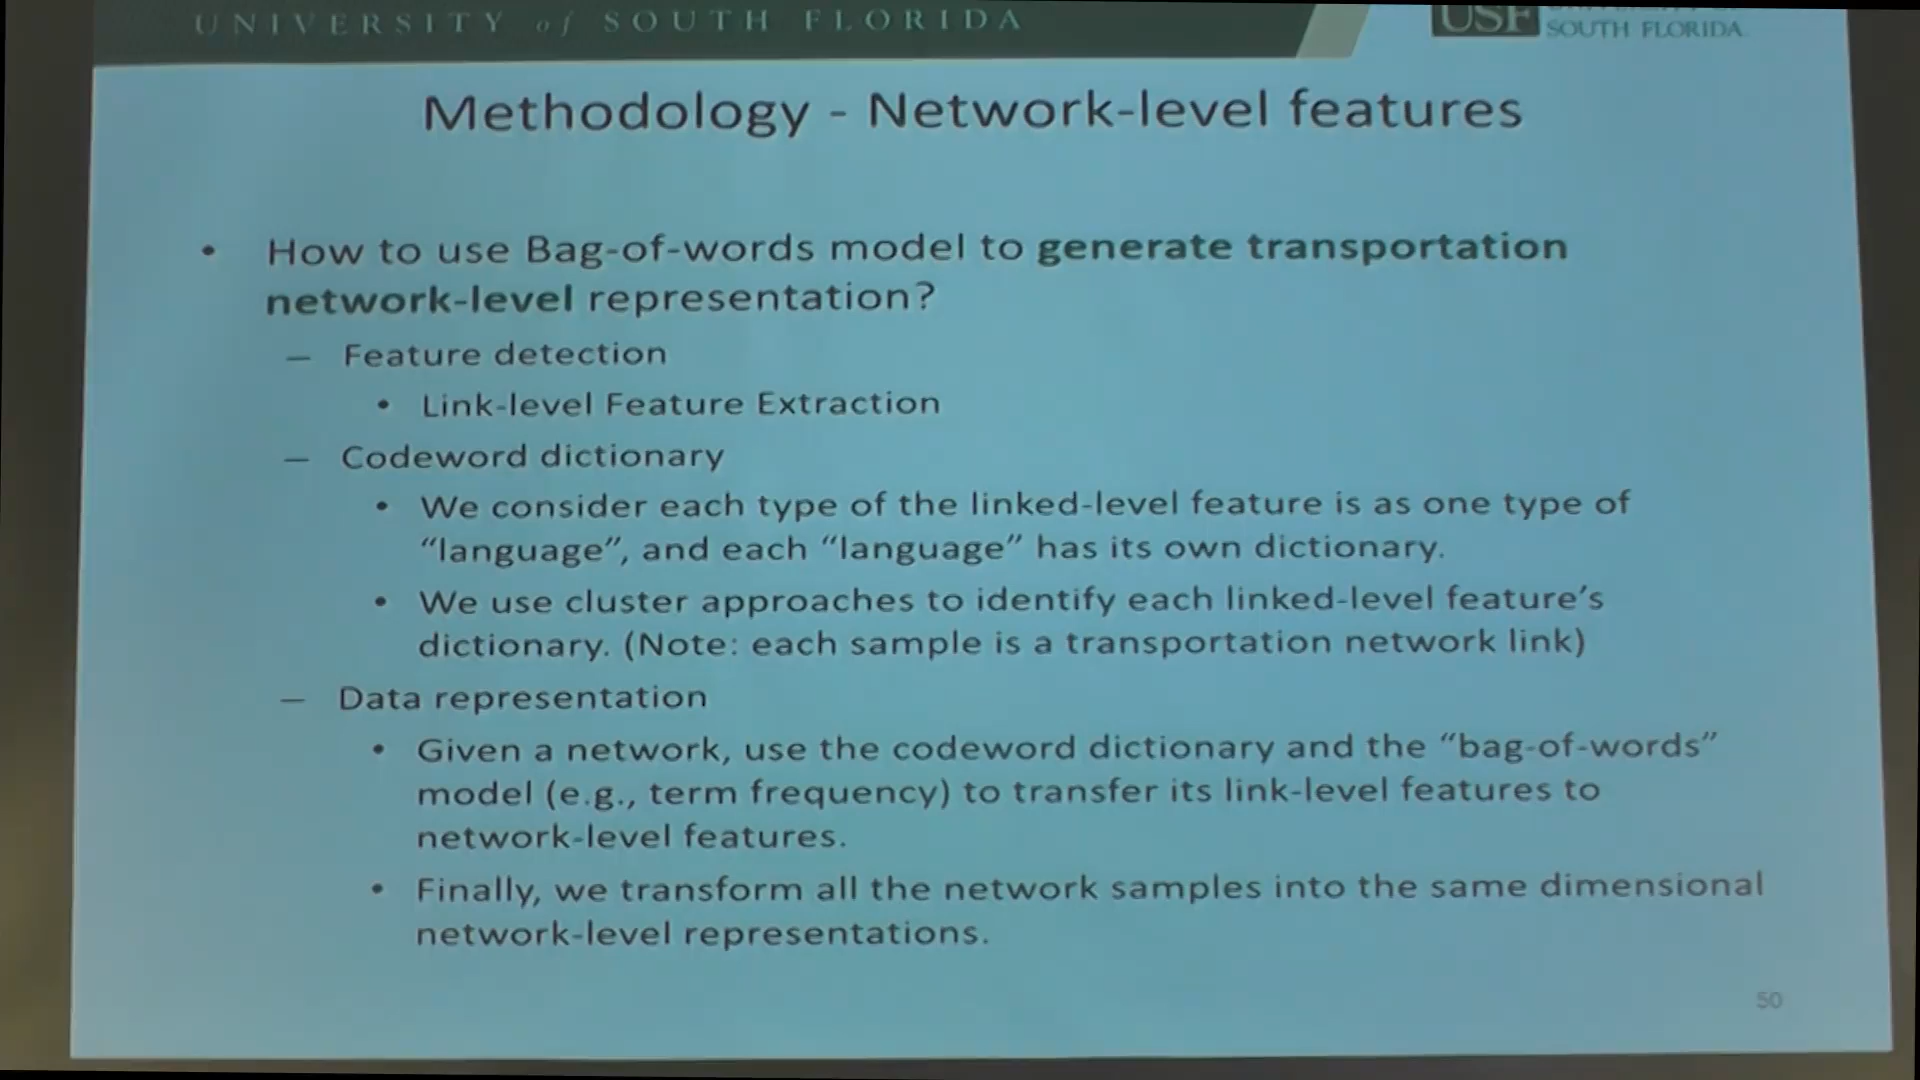 UNIVERSITY of SOUTH FLORIDA
USF
SOUTH FLORIDA
Methodology - Network-level features
• How to use Bag-of-words model to generate transportation
network-level representation?
— Feature detection
• Link-level Feature Extraction
— Codeword dictionary
• We consider each type of the linked-level feature is as one type of
“language”, and each “language” has its own dictionary.
• We use cluster approaches to identify each linked-level feature’s
dictionary. (Note: each sample is a transportation network link)
— Data representation
• Given a network, use the codeword dictionary and the “bag-of-words”
model (e.g., term frequency) to transfer its link-level features to
network-level features.
• Finally, we transform all the network samples into the same dimensional
network-level representations.
50